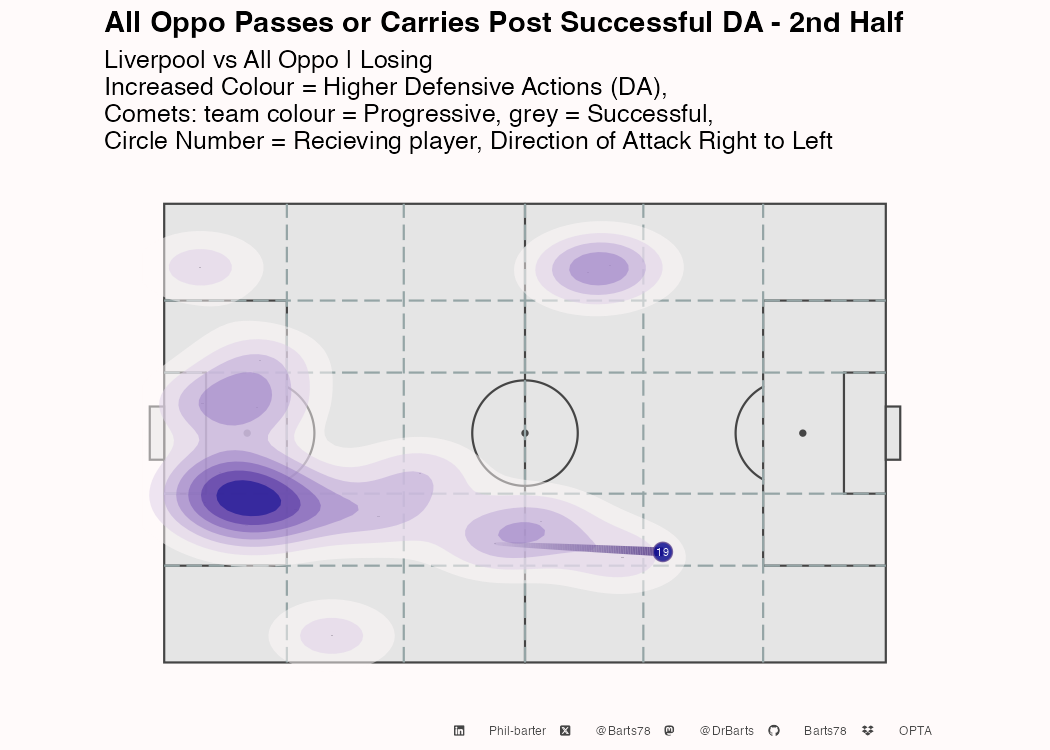 All Oppo Passes or Carries Post Successful DA - 2nd Half
Liverpool vs All Oppo | Losing
Increased Colour = Higher Defensive Actions (DA),
Comets: team colour = Progressive, grey = Successful,
Circle Number = Recieving player, Direction of Attack Right to Left
19
Phil-barter @Barts78 @DrBarts Barts78 OPTA